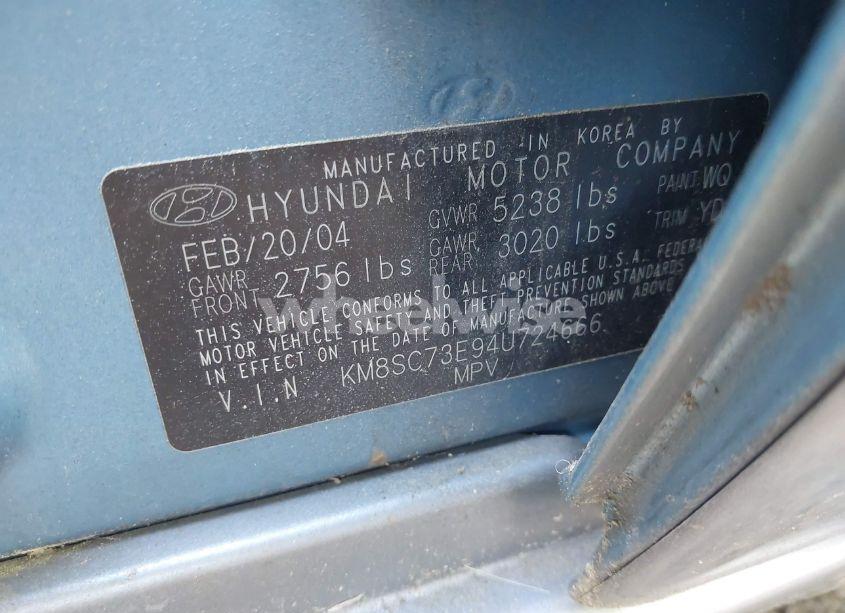 MANUFACTURED IN KOREA BY
HYUNDAI MOTOR COMPANY
FEB/20/04 GVWR 5238 lbs PAINT: WQ
GAWR FRONT 2756 lbs GAWR REAR 3020 lbs TRIM YD
THIS VEHICLE CONFORMS TO ALL APPLICABLE U.S.A. FEDERAL
MOTOR VEHICLE SAFETY AND THEFT PREVENTION STANDARDS
IN EFFECT ON THE DATE OF MANUFACTURE SHOWN ABOVE
V.I.N KM8SC73E94U724666
MPV
wheelwise